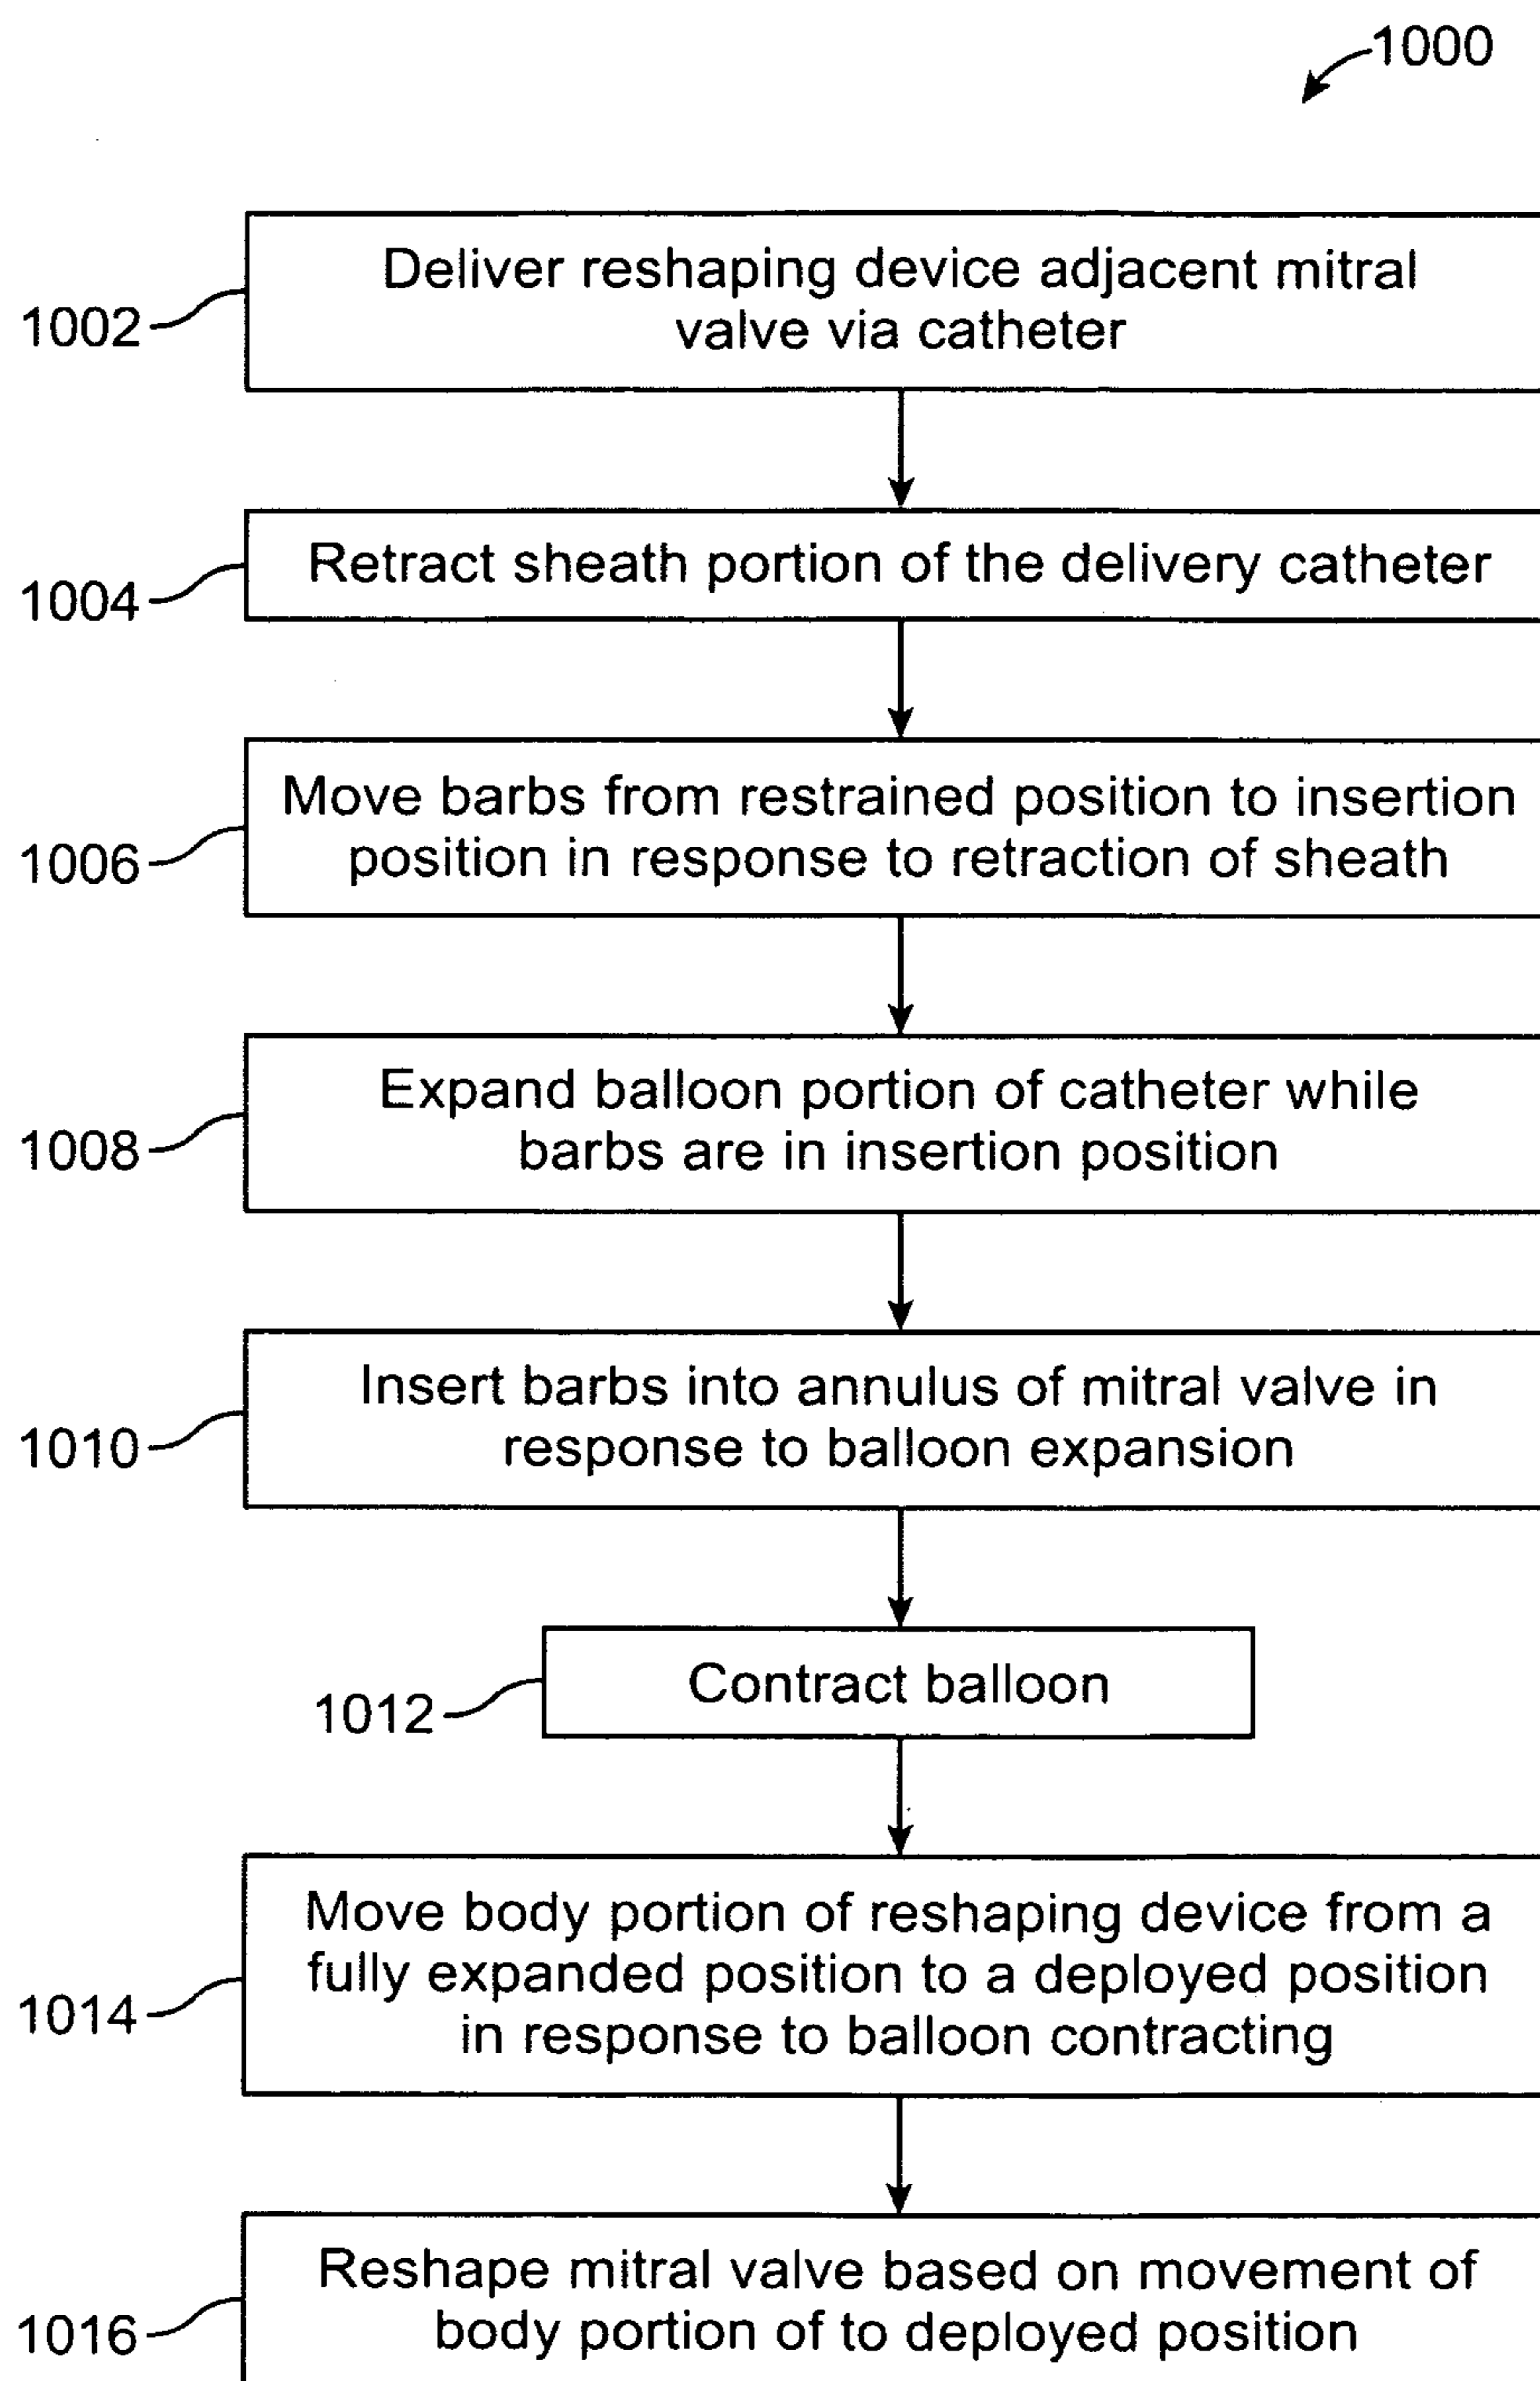 1000
Deliver reshaping device adjacent mitral
valve via catheter
1002
Retract sheath portion of the delivery catheter
1004
Move barbs from restrained position to insertion
position in response to retraction of sheath
1006
Expand balloon portion of catheter while
barbs are in insertion position
1008
Insert barbs into annulus of mitral valve in
response to balloon expansion
1010
Contract balloon
1012
Move body portion of reshaping device from a
fully expanded position to a deployed position
in response to balloon contracting
1014
Reshape mitral valve based on movement of
body portion of to deployed position
1016